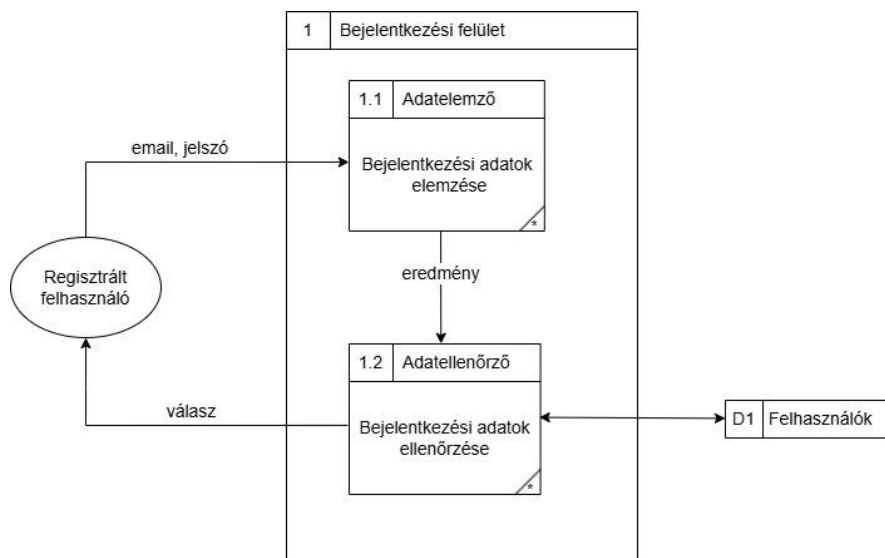 1 Bejelentkezési felület
1.1 Adatelemző
email, jelszó
Bejelentkezési adatok
elemzése
*
Regisztrált
felhasználó
eredmény
1.2 Adatellenőrző
válasz
Bejelentkezési adatok
ellenőrzése
*
D1 Felhasználók